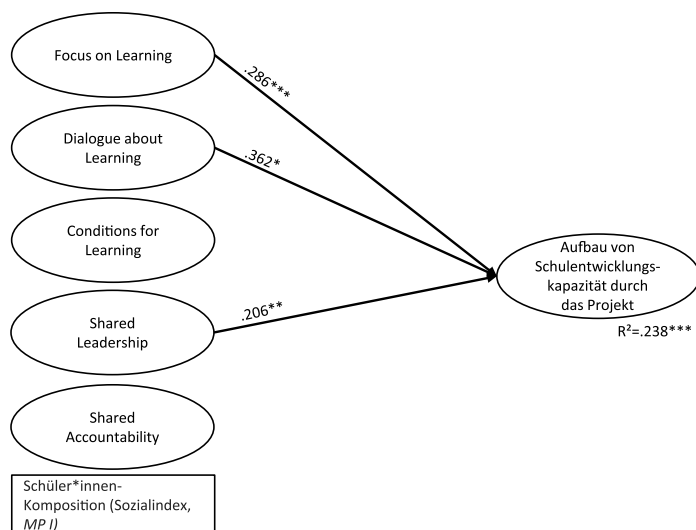 Focus on Learning
.286***
Dialogue about
Learning
.362*
Conditions for
Learning
Aufbau von
Schulentwicklungs-
kapazität durch
das Projekt
R²=.238***
.206**
Shared
Leadership
Shared
Accountability
Schüler*innen-
Komposition (Sozialindex,
MP I)